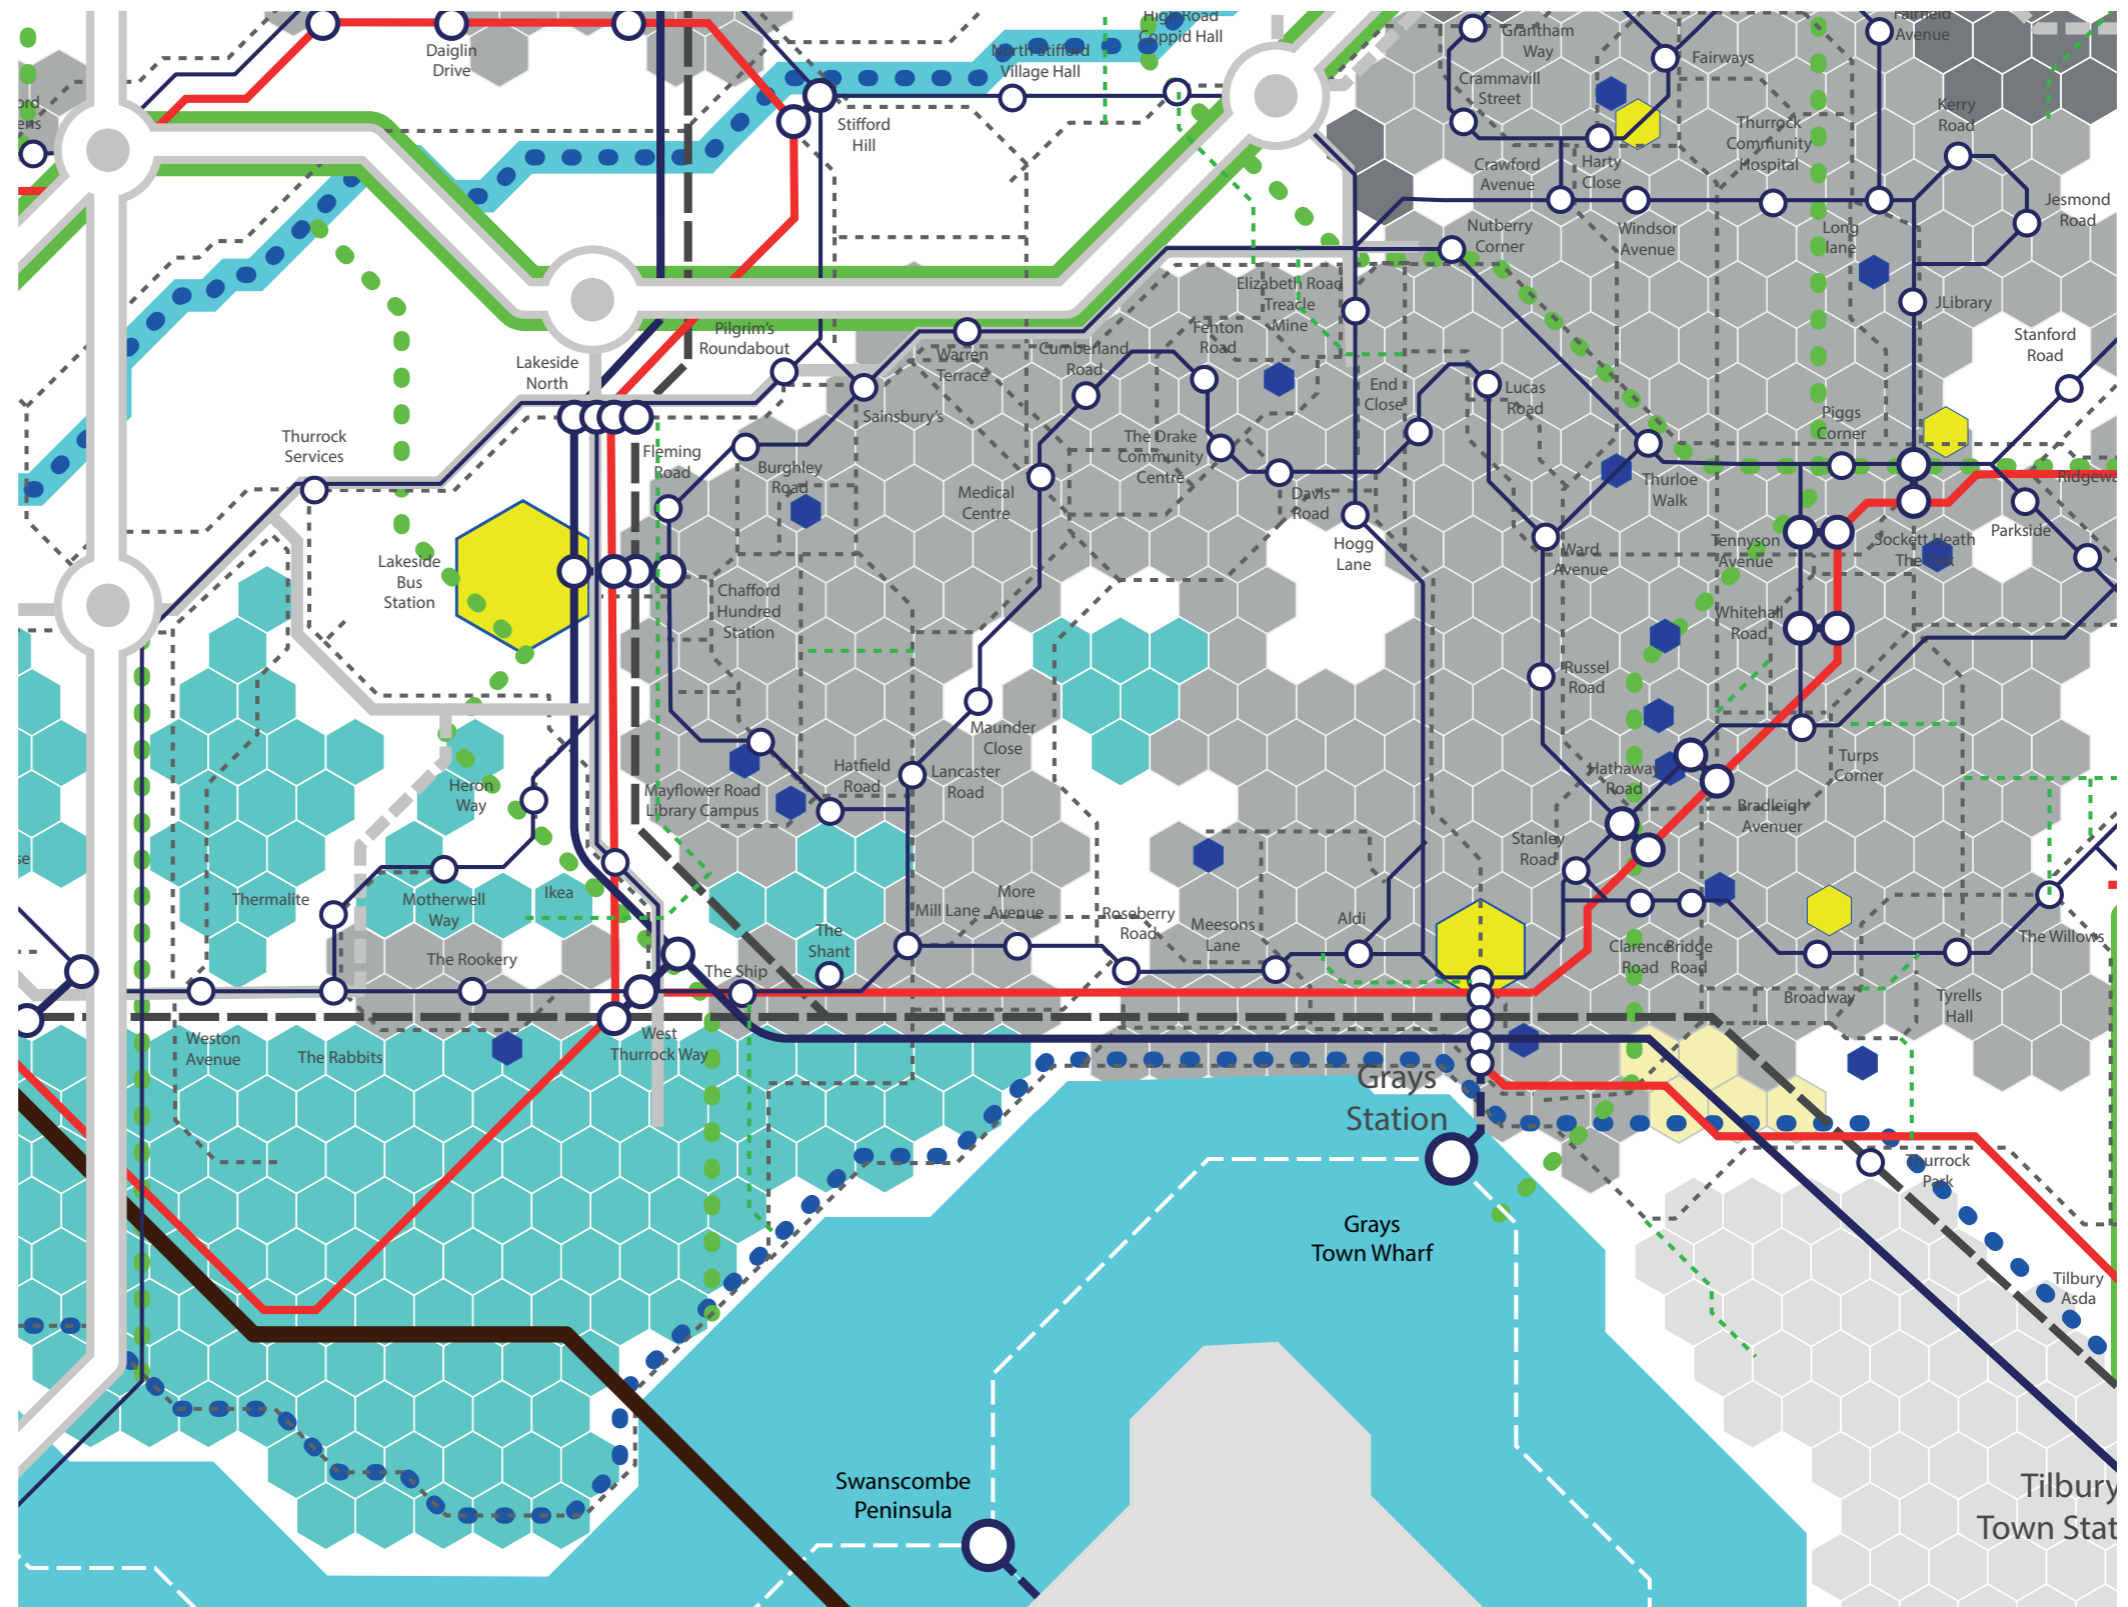 High Road
Coppid Hall
Daiglin
Drive
North Stifford
Village Hall
Stifford
Hill
Grantham
Way
Crammavill
Street
Fairways
Fairfield
Avenue
Kerry
Road
Thurrock
Community
Hospital
Crawford
Avenue
Harty
Close
Jesmond
Road
Nutberry
Corner
Windsor
Avenue
Long
lane
JLibrary
Stanford
Road
Elizabeth Road
Treacle
Mine
Pilgrim's
Roundabout
Lakeside
North
Warren
Terrace
Cumberland
Road
Fenton
Road
Sainsbury's
End
Close
Lucas
Road
Piggs
Corner
Thurrock
Services
Fleming
Road
Burghley
Road
Medical
Centre
The Drake
Community
Centre
Davis
Road
Hogg
Lane
Thurloe
Walk
Ridgeway
Parkside
Ward
Avenue
Tennyson
Avenue
Sockett Heath
The Oak
Lakeside
Bus
Station
Chafford
Hundred
Station
Whitehall
Road
Russel
Road
Maunder
Close
Heron
Way
Mayflower Road
Library Campus
Hatfield
Road
Lancaster
Road
Hathaway
Road
Turps
Corner
Bradleigh
Avenuer
Stanley
Road
Thermalite
Motherwell
Way
Ikea
The Rookery
The Ship
The
Shant
Mill Lane
More
Avenue
Roseberry
Road
Meesons
Lane
Aldi
Clarence
Road
Bridge
Road
The Willows
Broadway
Tyrells
Hall
Weston
Avenue
The Rabbits
West
Thurrock Way
Grays
Station
Thurrock
Park
Grays
Town Wharf
Tilbury
Asda
Swanscombe
Peninsula
Tilbury
Town Stat